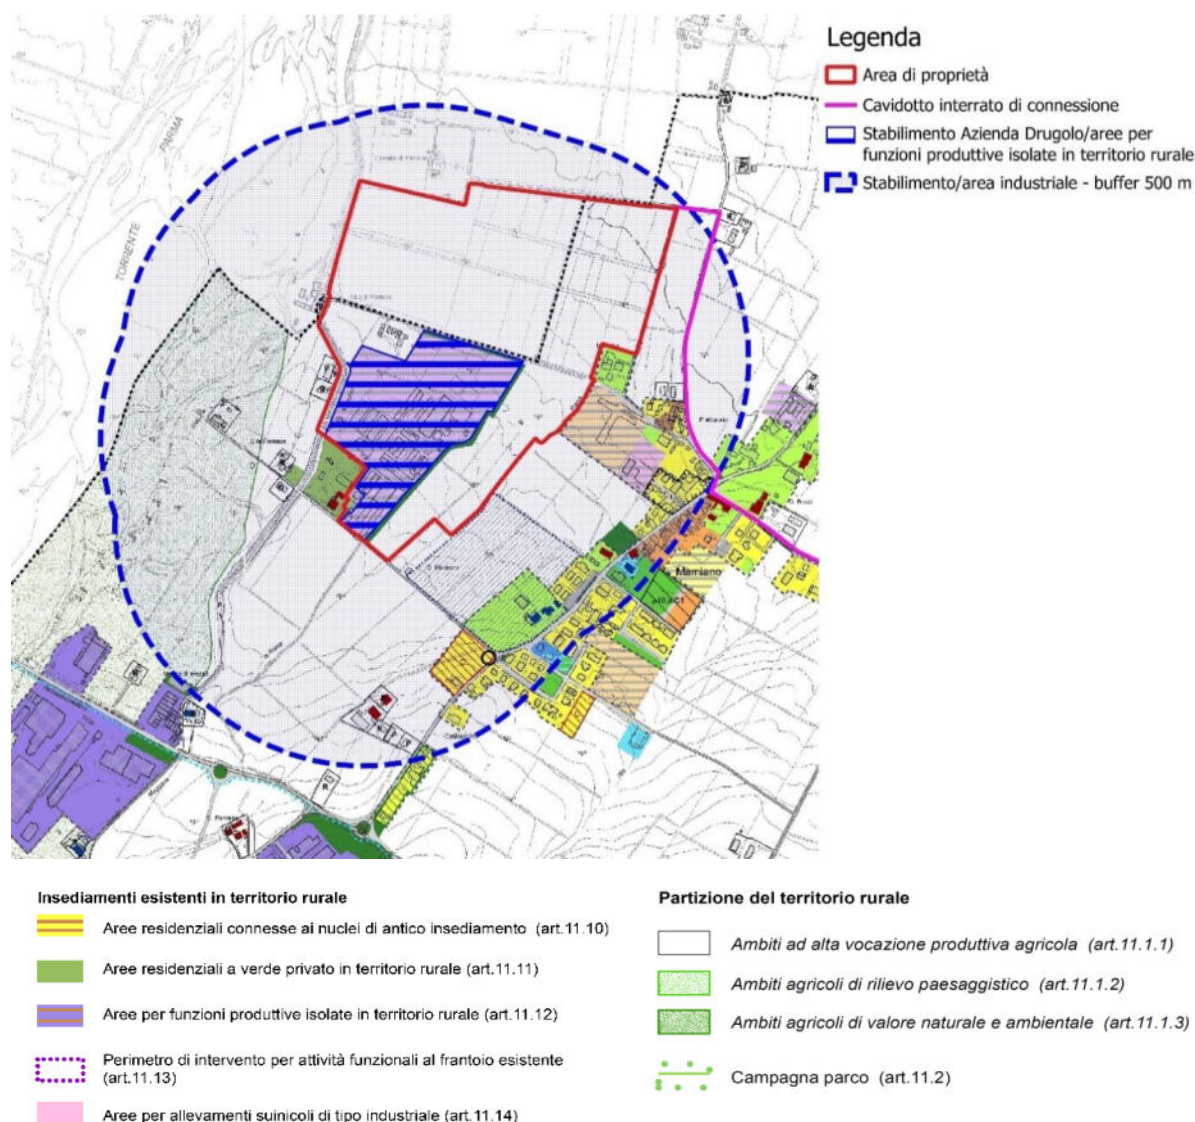 Legenda
Area di proprietà
Cavidotto interrato di connessione
Stabilimento Azienda Drugolo/aree per
funzioni produttive isolate in territorio rurale
Stabilimento/area industriale - buffer 500 m
PARMA
TORRENTE
Mamiano
Insediamenti esistenti in territorio rurale
Aree residenziali connesse ai nuclei di antico insediamento (art.11.10)
Aree residenziali a verde privato in territorio rurale (art.11.11)
Aree per funzioni produttive isolate in territorio rurale (art.11.12)
Perimetro di intervento per attività funzionali al frantoio esistente
(art.11.13)
Aree per allevamenti suinicoli di tipo industriale (art.11.14)
Partizione del territorio rurale
Ambiti ad alta vocazione produttiva agricola (art.11.1.1)
Ambiti agricoli di rilievo paesaggistico (art.11.1.2)
Ambiti agricoli di valore naturale e ambientale (art.11.1.3)
Campagna parco (art.11.2)